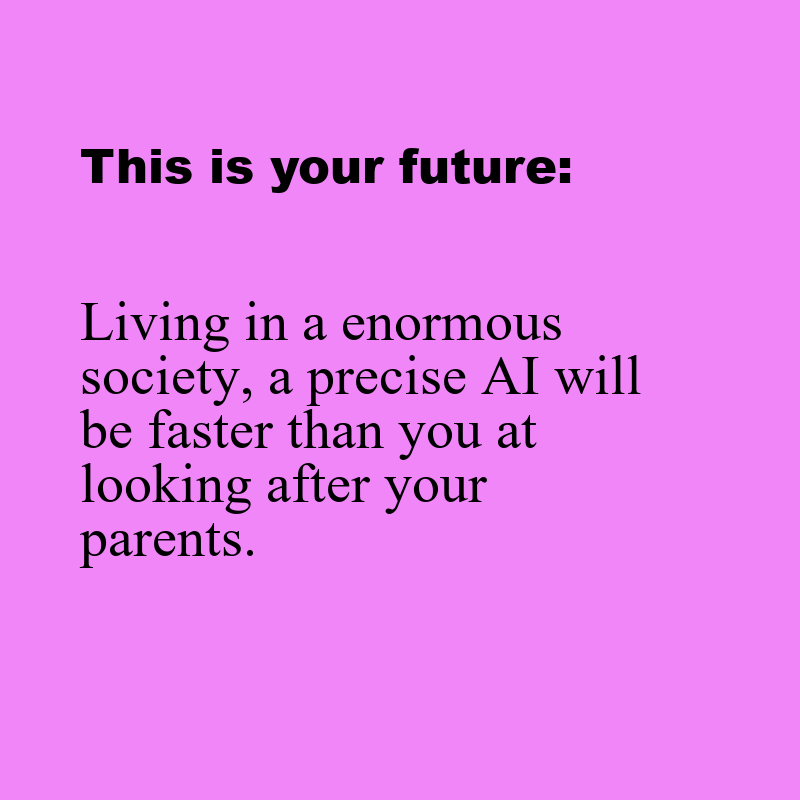 This is your future:
Living in a enormous
society, a precise AI will
be faster than you at
looking after your
parents.